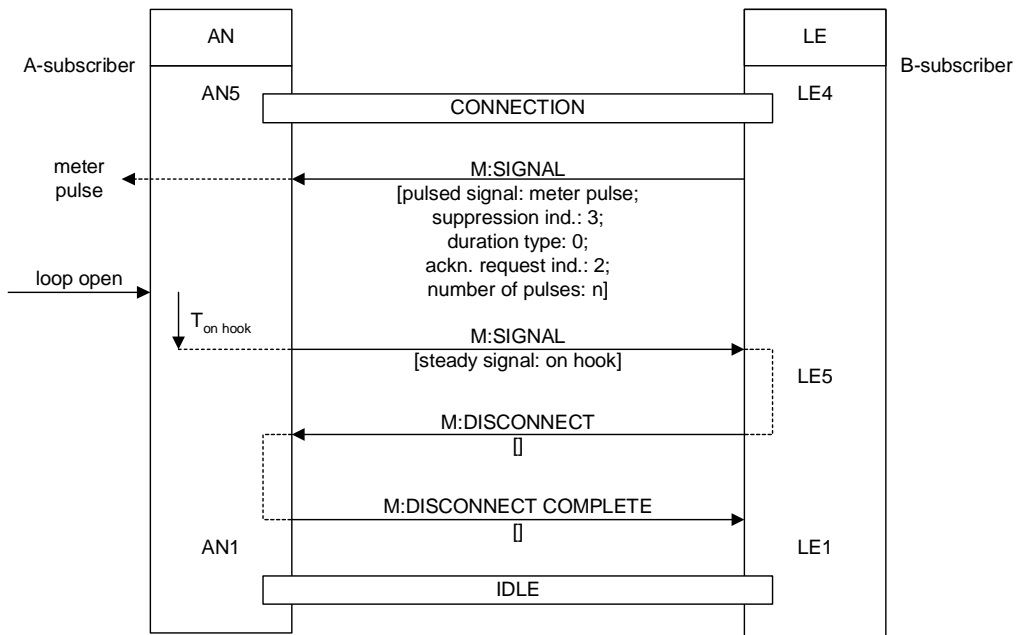 AN
LE
A-subscriber
B-subscriber
AN5
LE4
CONNECTION
meter
pulse
M:SIGNAL
[pulsed signal: meter pulse;
suppression ind.: 3;
duration type: 0;
ackn. request ind.: 2;
number of pulses: n]
loop open
T on hook
M:SIGNAL
[steady signal: on hook]
LE5
M:DISCONNECT
[]
M:DISCONNECT COMPLETE
[]
AN1
LE1
IDLE